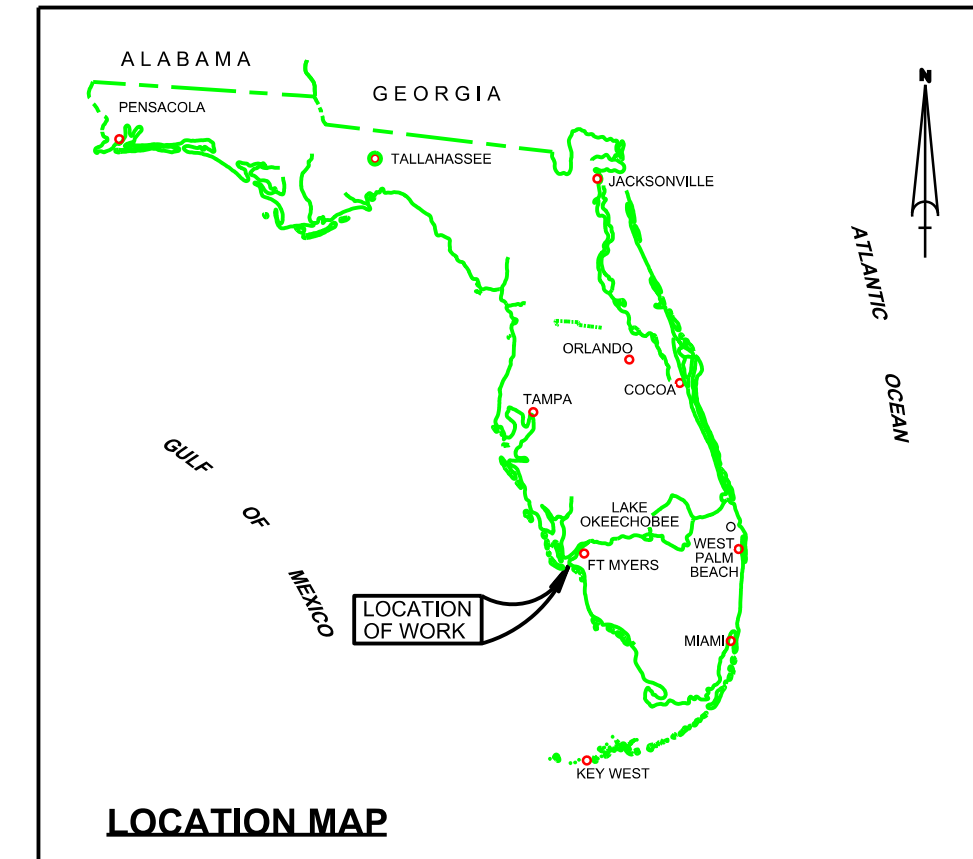 ALABAMA
GEORGIA
N
PENSACOLA
TALLAHASSEE
JACKSONVILLE
ATLANTIC
OCEAN
ORLANDO
COCOA
TAMPA
GULF
OF
MEXICO
LAKE
OKEECHOBEE
WEST
PALM
BEACH
FT MYERS
LOCATION
OF WORK
MIAMI
KEY WEST
LOCATION MAP